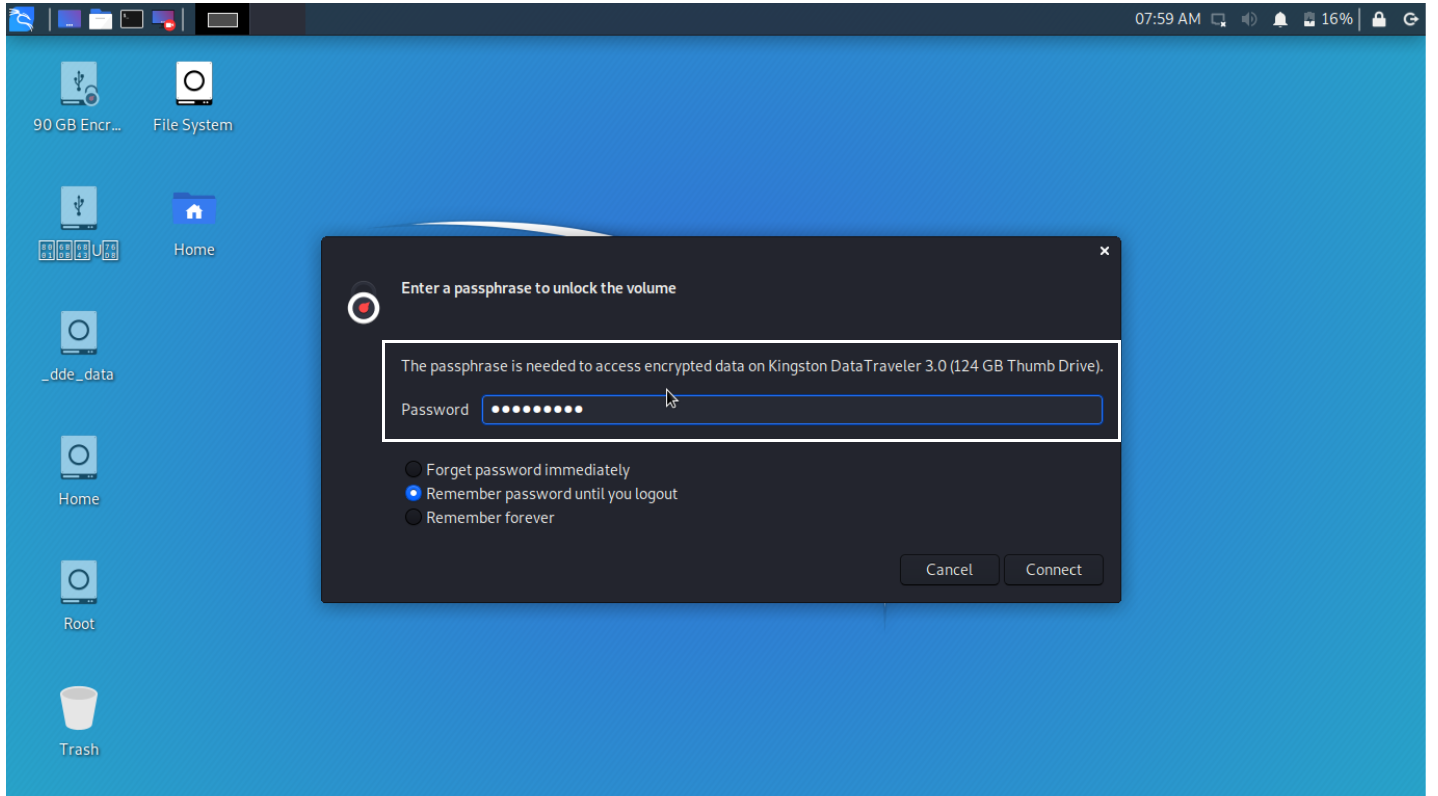 07:59 AM 16%
90 GB Encr...
File System
U
Home
_dde_data
Home
Root
Trash
Enter a passphrase to unlock the volume
The passphrase is needed to access encrypted data on Kingston DataTraveler 3.0 (124 GB Thumb Drive).
Password ●●●●●●●●●
Forget password immediately
Remember password until you logout
Remember forever
Cancel Connect